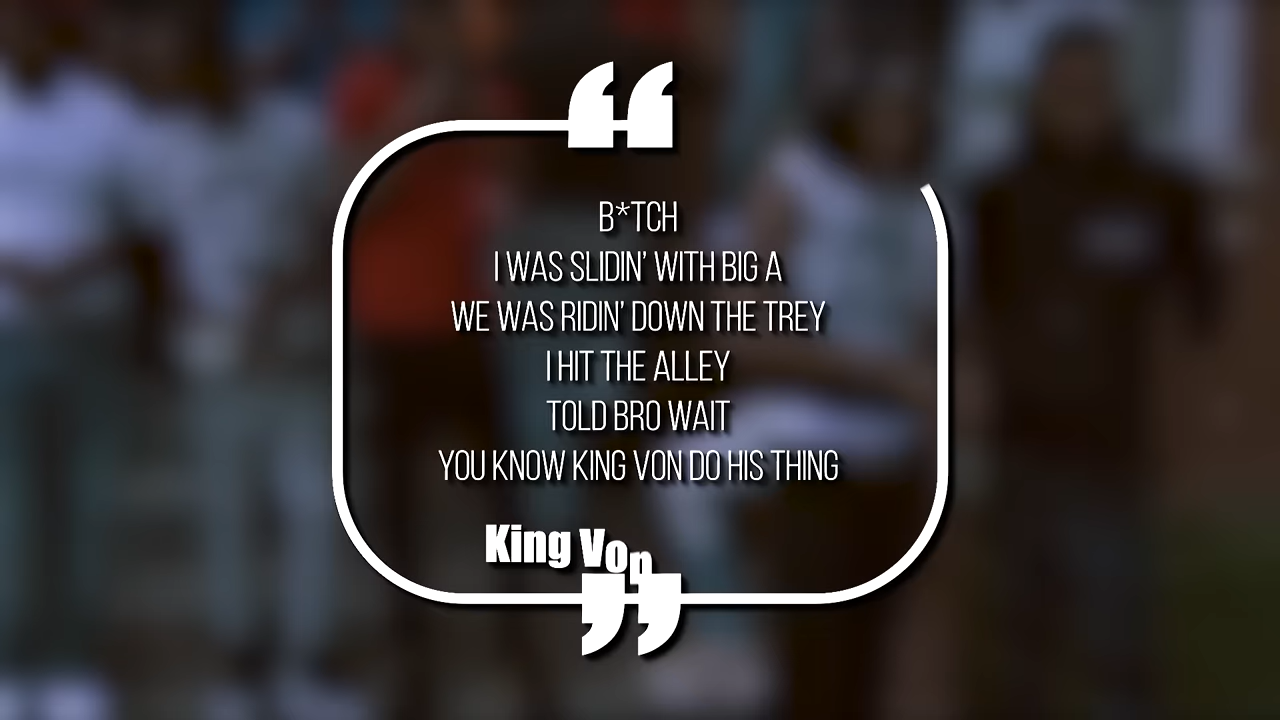 B*TCH
I WAS SLIDIN’ WITH BIG A
WE WAS RIDIN’ DOWN THE TREY
I HIT THE ALLEY
TOLD BRO WAIT
YOU KNOW KING VON DO HIS THING
King Von